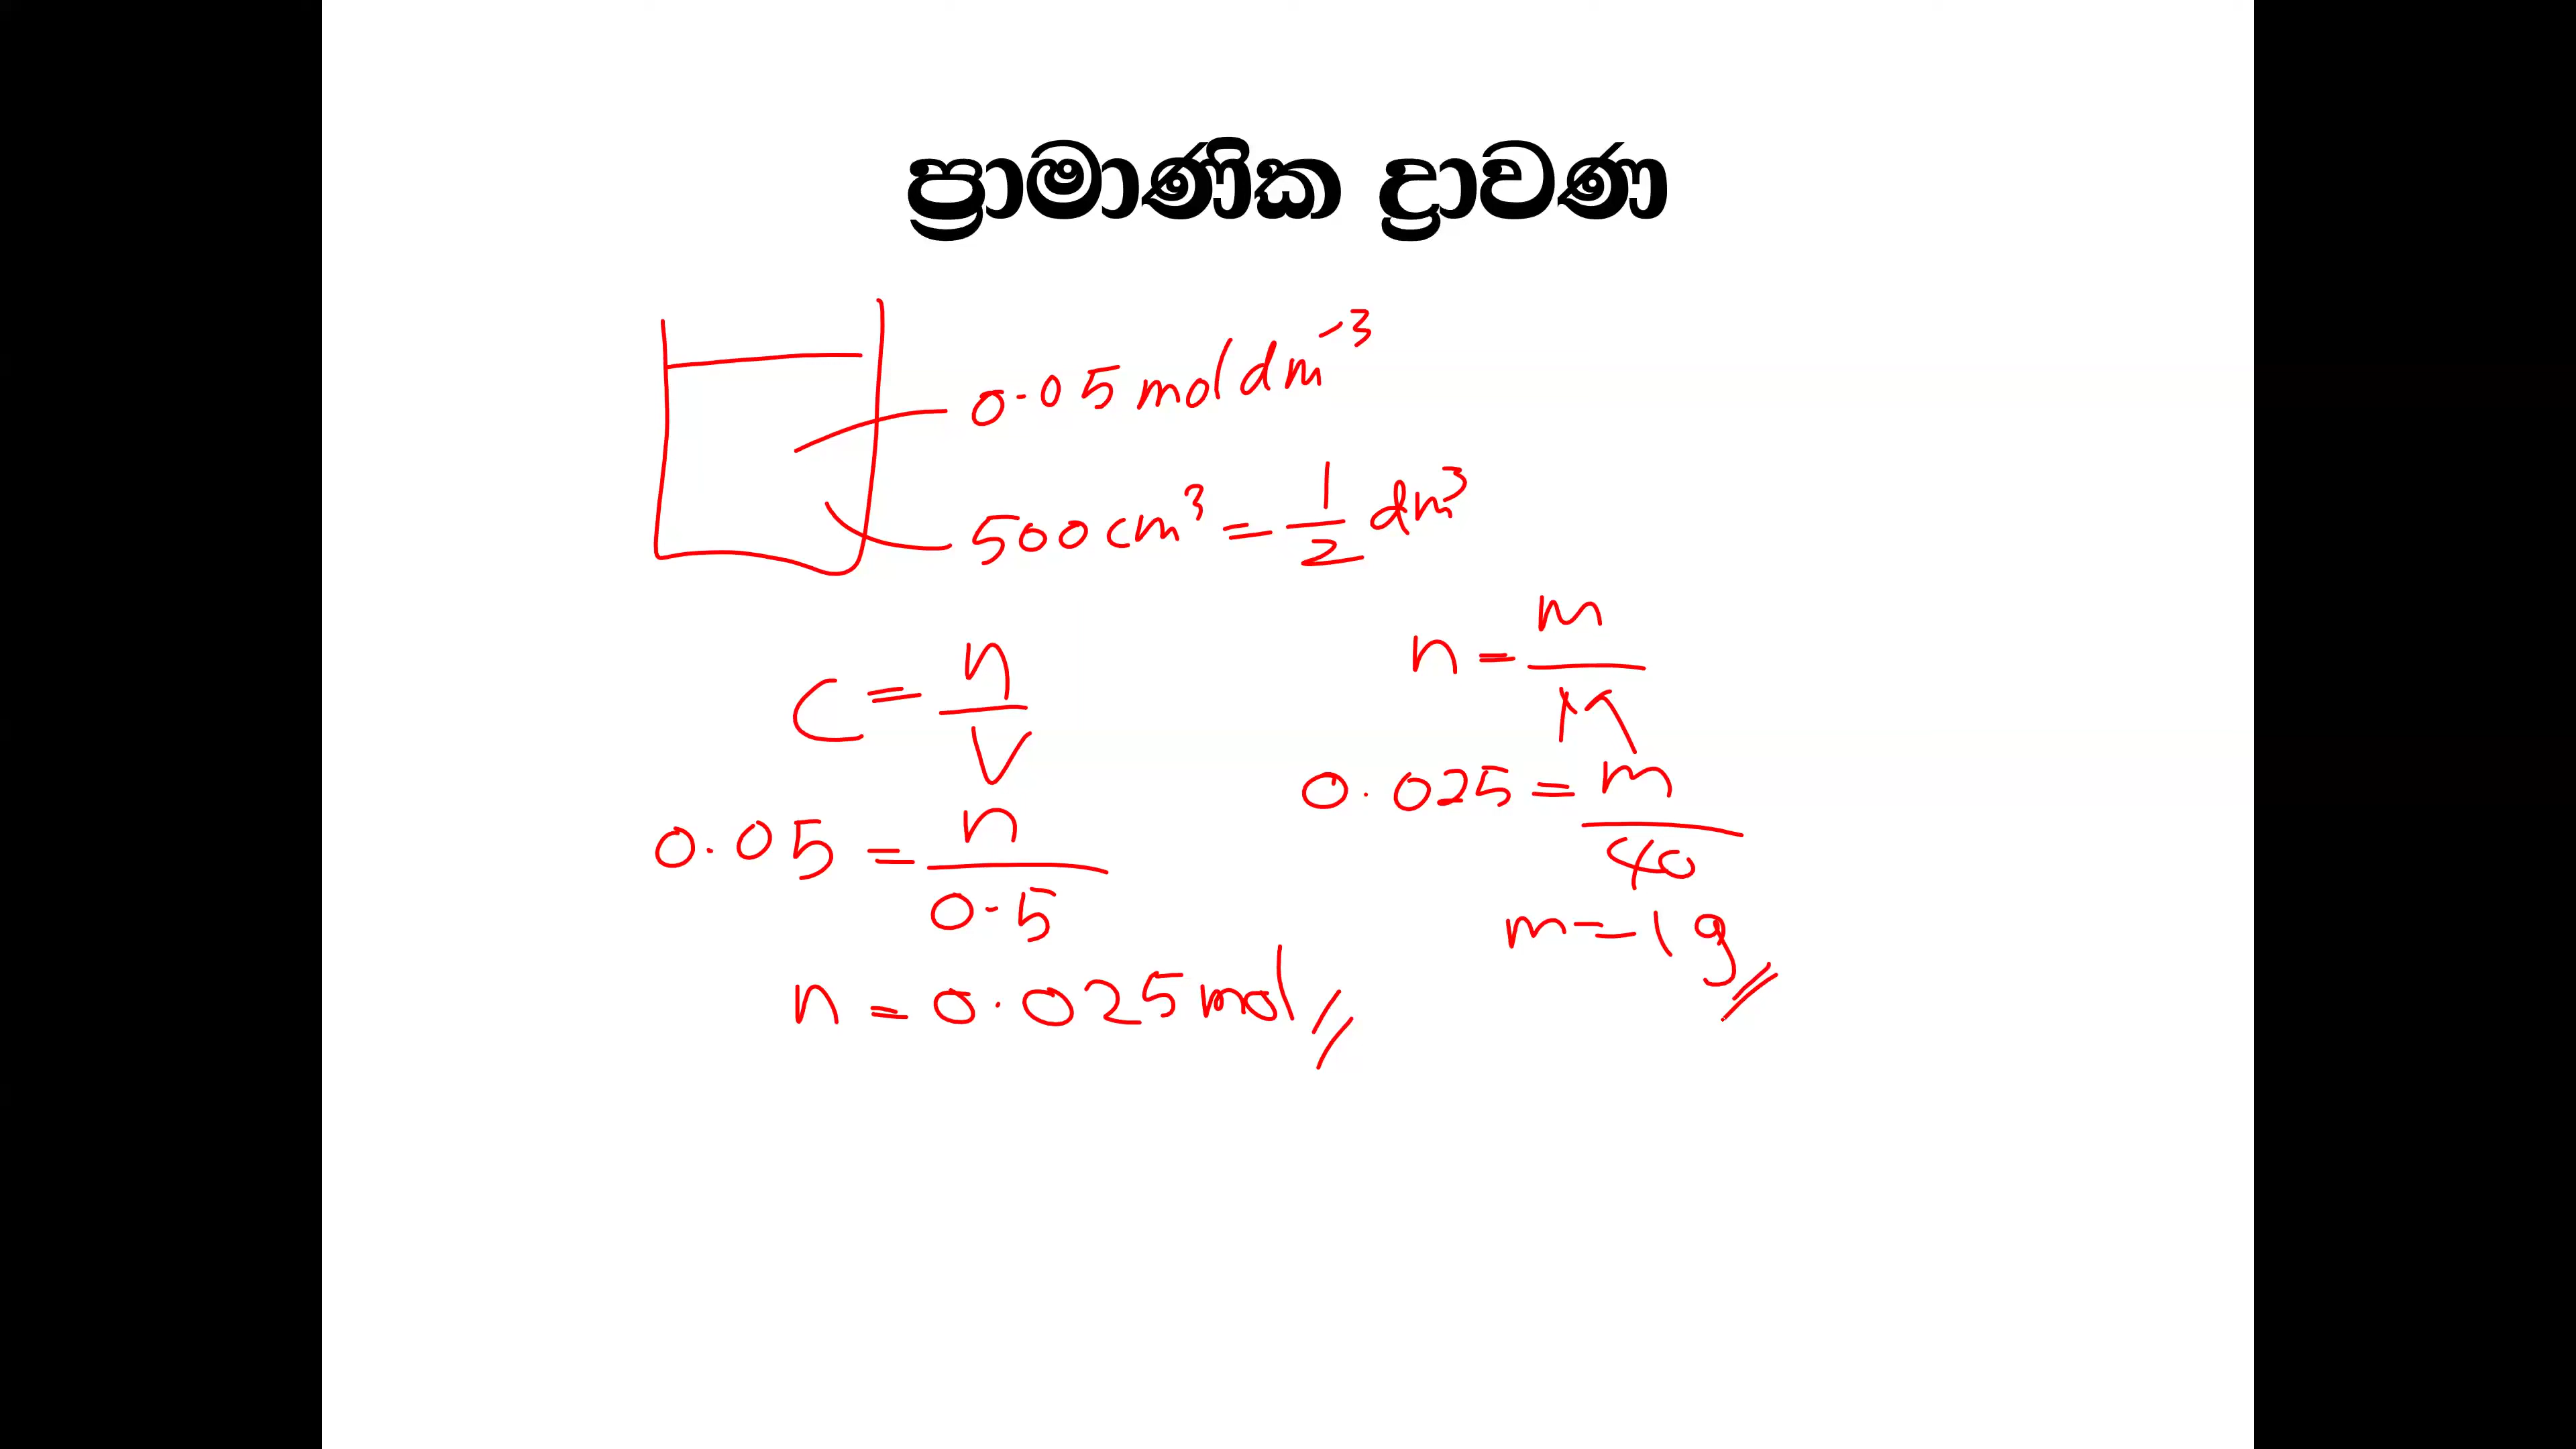 ප්‍රාමාණික ද්‍රාවණ
0.05 mol dm⁻³
500 cm³ = 1/2 dm³
C = n/V
0.05 = n/0.5
n = 0.025 mol //
n = m/M
0.025 = m/40
m = 1 g //